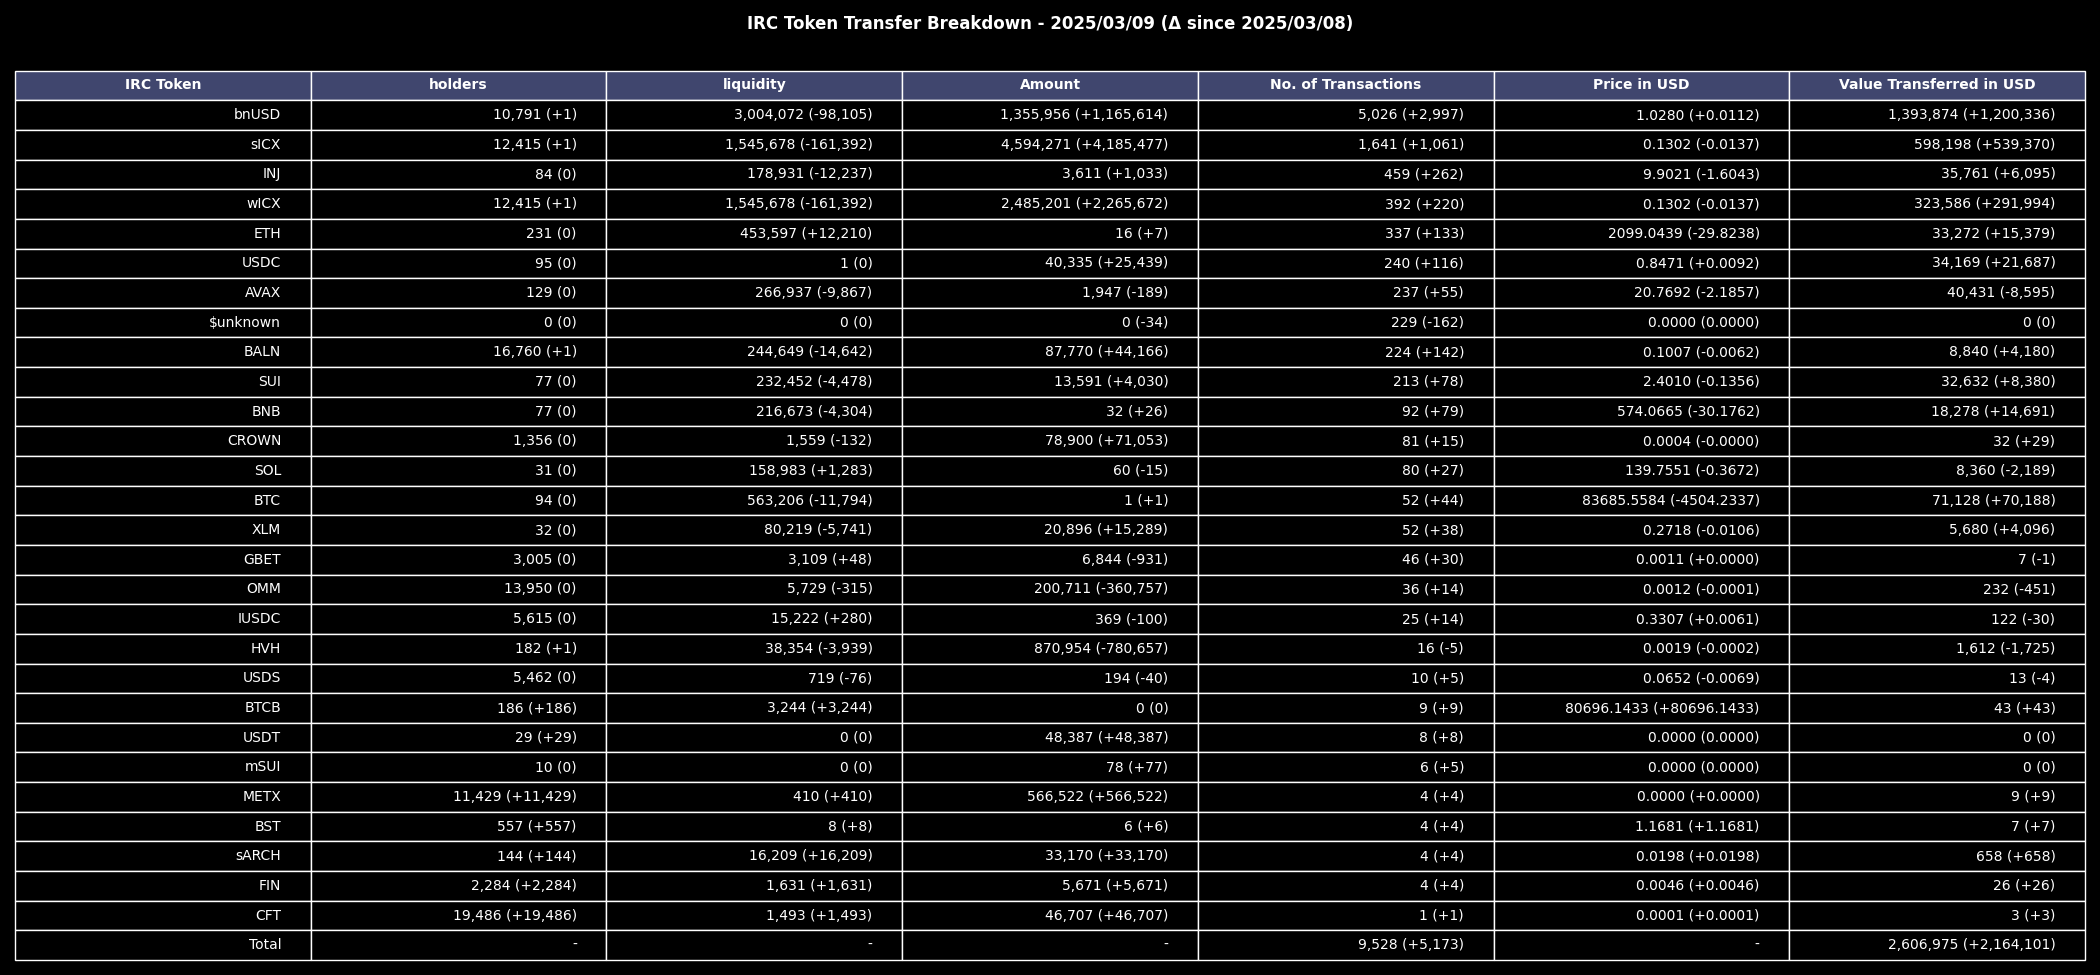 IRC Token Transfer Breakdown - 2025/03/09 (Δ since 2025/03/08)
IRC Token holders liquidity Amount No. of Transactions Price in USD Value Transferred in USD
bnUSD 10,791 (+1) 3,004,072 (-98,105) 1,355,956 (+1,165,614) 5,026 (+2,997) 1.0280 (+0.0112) 1,393,874 (+1,200,336)
sICX 12,415 (+1) 1,545,678 (-161,392) 4,594,271 (+4,185,477) 1,641 (+1,061) 0.1302 (-0.0137) 598,198 (+539,370)
INJ 84 (0) 178,931 (-12,237) 3,611 (+1,033) 459 (+262) 9.9021 (-1.6043) 35,761 (+6,095)
wICX 12,415 (+1) 1,545,678 (-161,392) 2,485,201 (+2,265,672) 392 (+220) 0.1302 (-0.0137) 323,586 (+291,994)
ETH 231 (0) 453,597 (+12,210) 16 (+7) 337 (+133) 2099.0439 (-29.8238) 33,272 (+15,379)
USDC 95 (0) 1 (0) 40,335 (+25,439) 240 (+116) 0.8471 (+0.0092) 34,169 (+21,687)
AVAX 129 (0) 266,937 (-9,867) 1,947 (-189) 237 (+55) 20.7692 (-2.1857) 40,431 (-8,595)
$unknown 0 (0) 0 (0) 0 (-34) 229 (-162) 0.0000 (0.0000) 0 (0)
BALN 16,760 (+1) 244,649 (-14,642) 87,770 (+44,166) 224 (+142) 0.1007 (-0.0062) 8,840 (+4,180)
SUI 77 (0) 232,452 (-4,478) 13,591 (+4,030) 213 (+78) 2.4010 (-0.1356) 32,632 (+8,380)
BNB 77 (0) 216,673 (-4,304) 32 (+26) 92 (+79) 574.0665 (-30.1762) 18,278 (+14,691)
CROWN 1,356 (0) 1,559 (-132) 78,900 (+71,053) 81 (+15) 0.0004 (-0.0000) 32 (+29)
SOL 31 (0) 158,983 (+1,283) 60 (-15) 80 (+27) 139.7551 (-0.3672) 8,360 (-2,189)
BTC 94 (0) 563,206 (-11,794) 1 (+1) 52 (+44) 83685.5584 (-4504.2337) 71,128 (+70,188)
XLM 32 (0) 80,219 (-5,741) 20,896 (+15,289) 52 (+38) 0.2718 (-0.0106) 5,680 (+4,096)
GBET 3,005 (0) 3,109 (+48) 6,844 (-931) 46 (+30) 0.0011 (+0.0000) 7 (-1)
OMM 13,950 (0) 5,729 (-315) 200,711 (-360,757) 36 (+14) 0.0012 (-0.0001) 232 (-451)
IUSDC 5,615 (0) 15,222 (+280) 369 (-100) 25 (+14) 0.3307 (+0.0061) 122 (-30)
HVH 182 (+1) 38,354 (-3,939) 870,954 (-780,657) 16 (-5) 0.0019 (-0.0002) 1,612 (-1,725)
USDS 5,462 (0) 719 (-76) 194 (-40) 10 (+5) 0.0652 (-0.0069) 13 (-4)
BTCB 186 (+186) 3,244 (+3,244) 0 (0) 9 (+9) 80696.1433 (+80696.1433) 43 (+43)
USDT 29 (+29) 0 (0) 48,387 (+48,387) 8 (+8) 0.0000 (0.0000) 0 (0)
mSUI 10 (0) 0 (0) 78 (+77) 6 (+5) 0.0000 (0.0000) 0 (0)
METX 11,429 (+11,429) 410 (+410) 566,522 (+566,522) 4 (+4) 0.0000 (+0.0000) 9 (+9)
BST 557 (+557) 8 (+8) 6 (+6) 4 (+4) 1.1681 (+1.1681) 7 (+7)
sARCH 144 (+144) 16,209 (+16,209) 33,170 (+33,170) 4 (+4) 0.0198 (+0.0198) 658 (+658)
FIN 2,284 (+2,284) 1,631 (+1,631) 5,671 (+5,671) 4 (+4) 0.0046 (+0.0046) 26 (+26)
CFT 19,486 (+19,486) 1,493 (+1,493) 46,707 (+46,707) 1 (+1) 0.0001 (+0.0001) 3 (+3)
Total - - - 9,528 (+5,173) - 2,606,975 (+2,164,101)